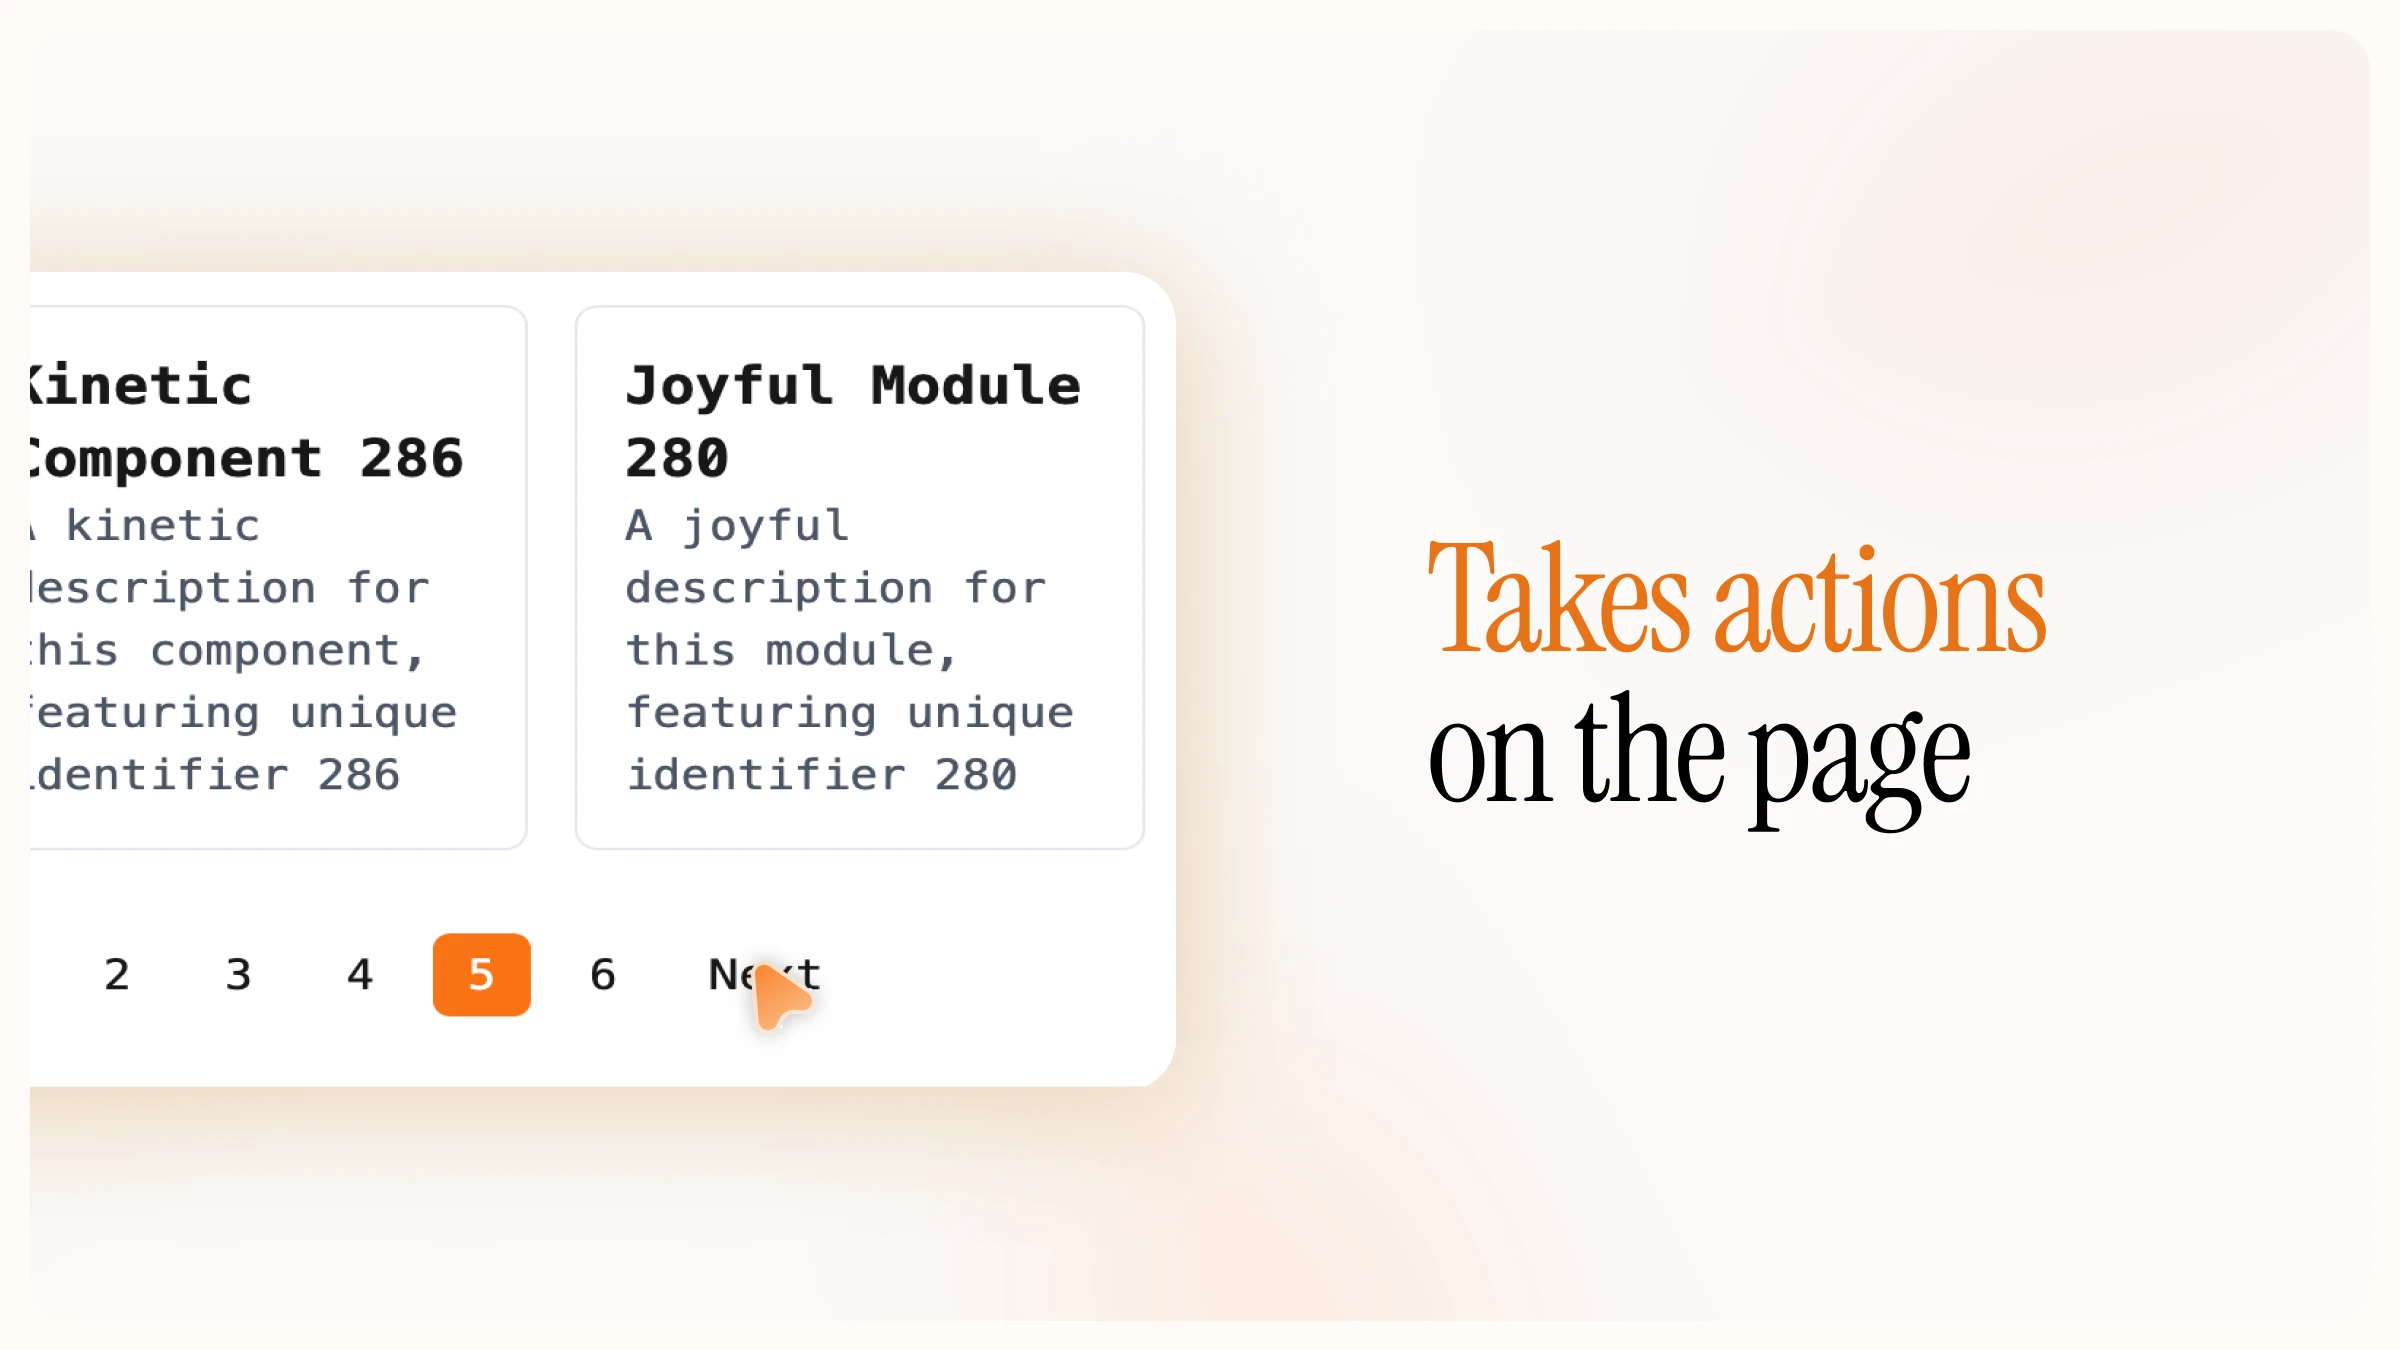 Kinetic
Component 286
A kinetic
description for
this component,
featuring unique
identifier 286
Joyful Module
280
A joyful
description for
this module,
featuring unique
identifier 280
2 3 4 5 6 Next
Takes actions
on the page